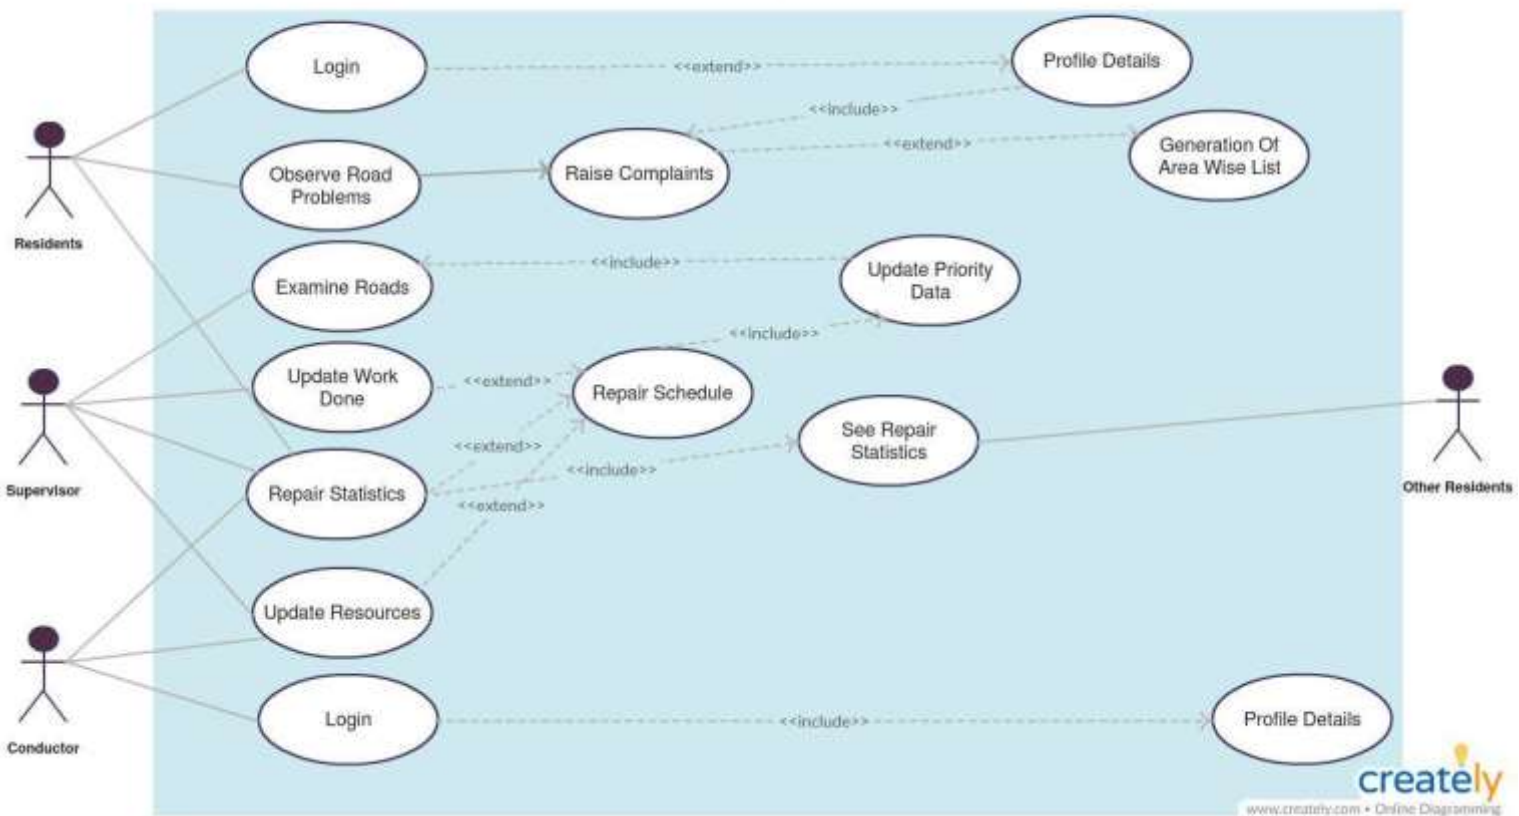 Login
<<extend>>
Profile Details
<<include>>
Observe Road
Problems
Raise Complaints
<<extend>>
Generation Of
Area Wise List
Residents
Examine Roads
<<include>>
Update Priority
Data
<<include>>
Update Work
Done
<<extend>>
Repair Schedule
See Repair
Statistics
<<extend>>
<<include>>
Supervisor
Repair Statistics
<<extend>>
Other Residents
Update Resources
Conductor
Login
<<include>>
Profile Details
creately
www.creately.com • Online Diagramming